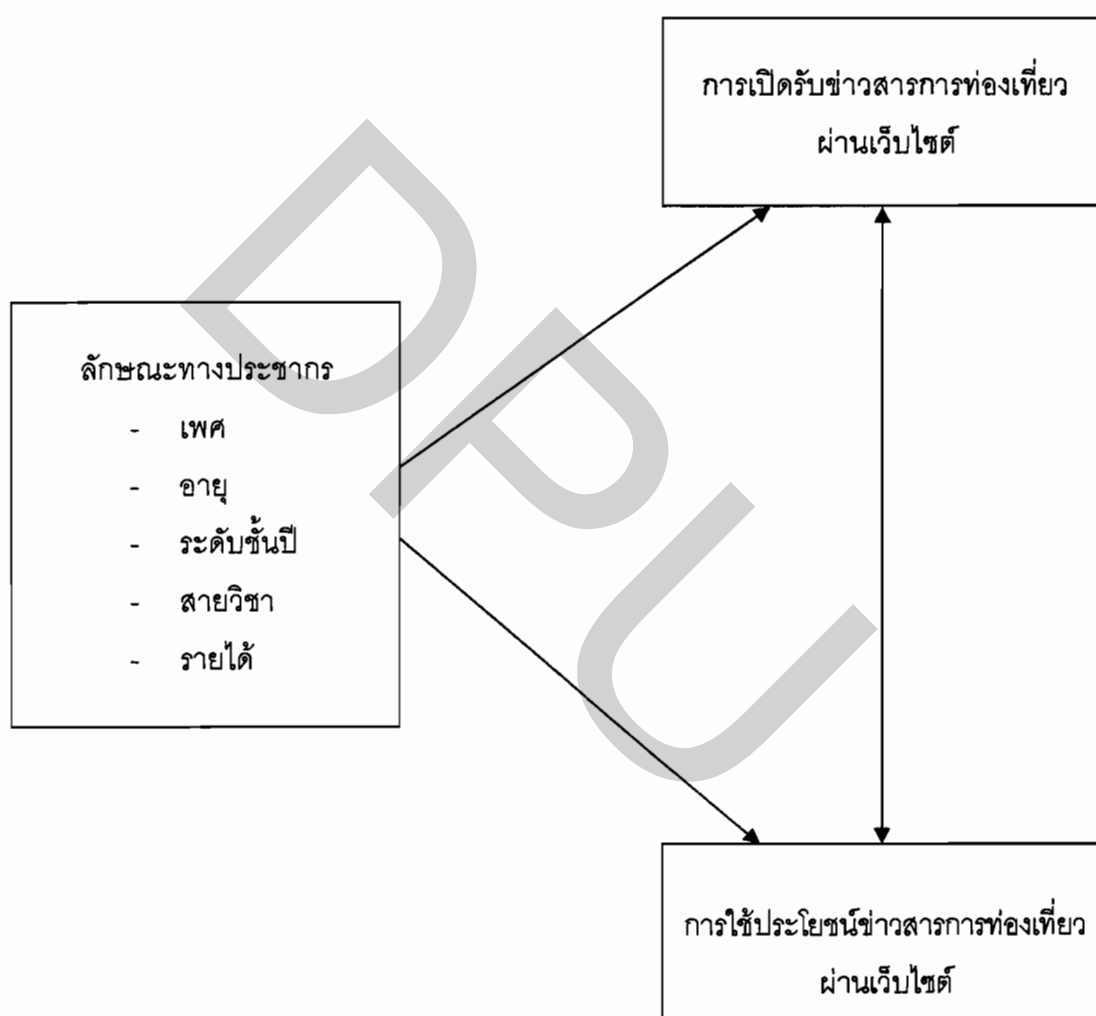 การเปิดรับข่าวสารการท่องเที่ยว
ผ่านเว็บไซต์
ลักษณะทางประชากร
- เพศ
- อายุ
- ระดับชั้นปี
- สายวิชา
- รายได้
DPU
การใช้ประโยชน์ข่าวสารการท่องเที่ยว
ผ่านเว็บไซต์